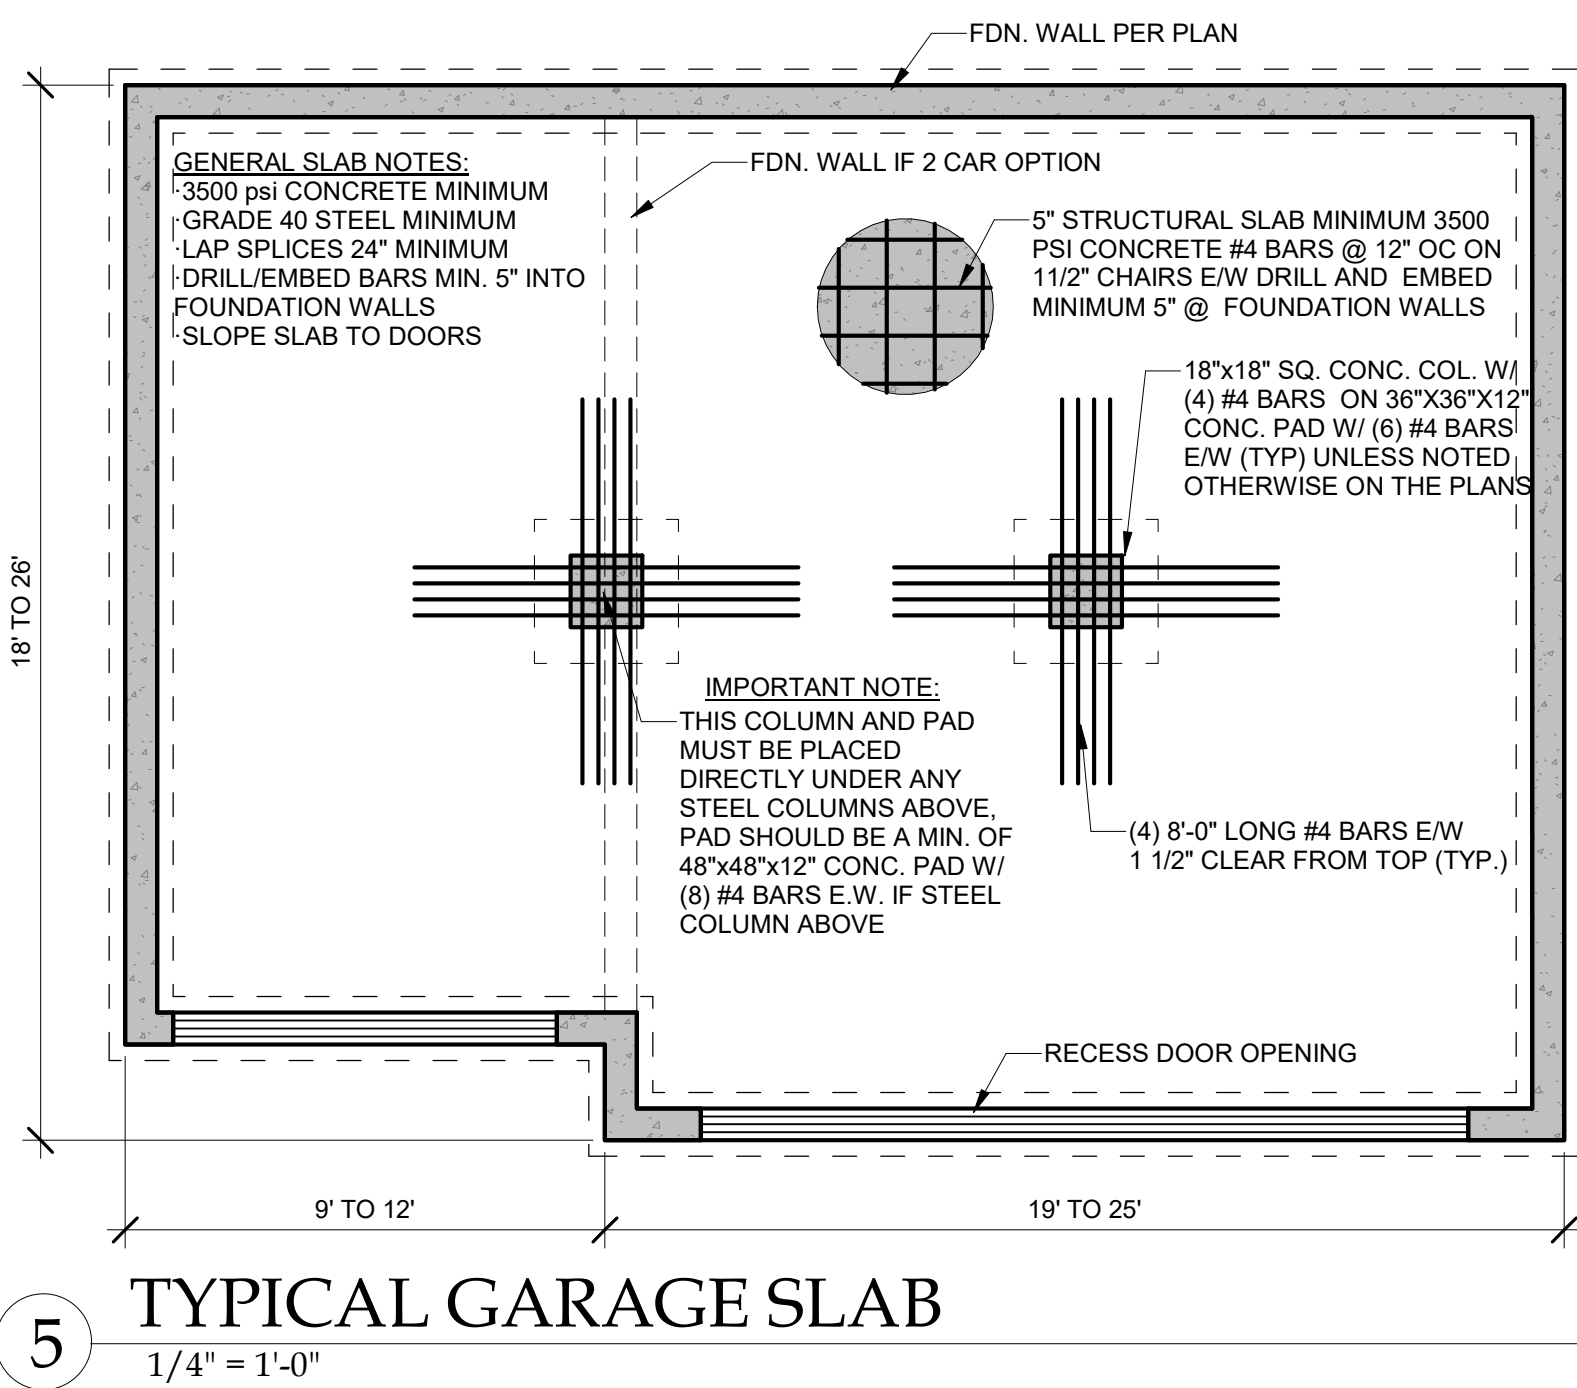 FDN. WALL PER PLAN
GENERAL SLAB NOTES:
·3500 psi CONCRETE MINIMUM
·GRADE 40 STEEL MINIMUM
·LAP SPLICES 24" MINIMUM
·DRILL/EMBED BARS MIN. 5" INTO
FOUNDATION WALLS
·SLOPE SLAB TO DOORS
FDN. WALL IF 2 CAR OPTION
5" STRUCTURAL SLAB MINIMUM 3500
PSI CONCRETE #4 BARS @ 12" OC ON
11/2" CHAIRS E/W DRILL AND EMBED
MINIMUM 5" @ FOUNDATION WALLS
18"x18" SQ. CONC. COL. W/
(4) #4 BARS ON 36"X36"X12"
CONC. PAD W/ (6) #4 BARS
E/W (TYP) UNLESS NOTED
OTHERWISE ON THE PLANS
18' TO 26'
IMPORTANT NOTE:
THIS COLUMN AND PAD
MUST BE PLACED
DIRECTLY UNDER ANY
STEEL COLUMNS ABOVE,
PAD SHOULD BE A MIN. OF
48"x48"x12" CONC. PAD W/
(8) #4 BARS E.W. IF STEEL
COLUMN ABOVE
(4) 8'-0" LONG #4 BARS E/W
1 1/2" CLEAR FROM TOP (TYP.)
RECESS DOOR OPENING
9' TO 12'
19' TO 25'
5
TYPICAL GARAGE SLAB
1/4" = 1'-0"